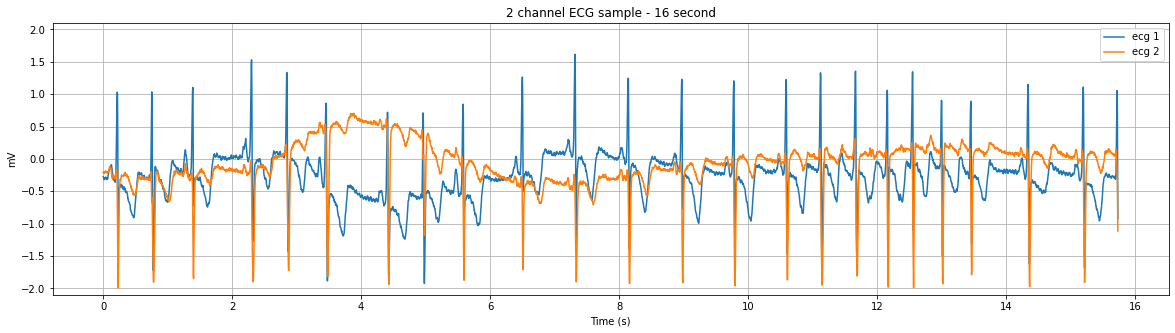 2 channel ECG sample - 16 second
ecg 1
ecg 2
mV
2.0
1.5
1.0
0.5
0.0
−0.5
−1.0
−1.5
−2.0
0 2 4 6 8 10 12 14 16
Time (s)